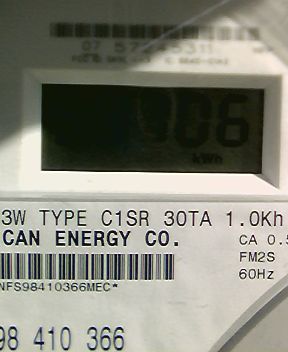 06
kWh
3W TYPE C1SR 30TA 1.0Kh
CAN ENERGY CO.
CA 0.5
FM2S
60Hz
NFS98410366MEC*
98 410 366